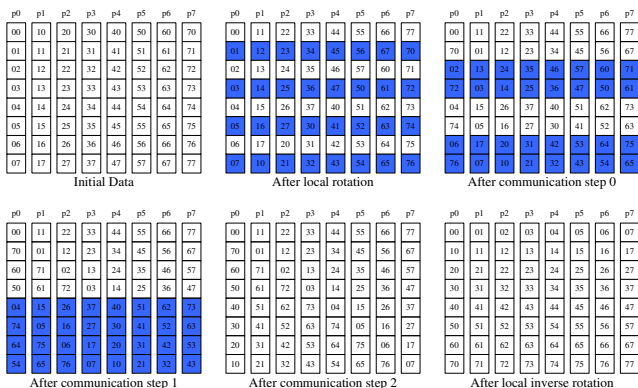 p0 p1 p2 p3 p4 p5 p6 p7
00 10 20 30 40 50 60 70
01 11 21 31 41 51 61 71
02 12 22 32 42 52 62 72
03 13 23 33 43 53 63 73
04 14 24 34 44 54 64 74
05 15 25 35 45 55 65 75
06 16 26 36 46 56 66 76
07 17 27 37 47 57 67 77
Initial Data
p0 p1 p2 p3 p4 p5 p6 p7
00 11 22 33 44 55 66 77
01 12 23 34 45 56 67 70
02 13 24 35 46 57 60 71
03 14 25 36 47 50 61 72
04 15 26 37 40 51 62 73
05 16 27 30 41 52 63 74
06 17 20 31 42 53 64 75
07 10 21 32 43 54 65 76
After local rotation
p0 p1 p2 p3 p4 p5 p6 p7
00 11 22 33 44 55 66 77
70 01 12 23 34 45 56 67
02 13 24 35 46 57 60 71
72 03 14 25 36 47 50 61
04 15 26 37 40 51 62 73
74 05 16 27 30 41 52 63
06 17 20 31 42 53 64 75
76 07 10 21 32 43 54 65
After communication step 0
p0 p1 p2 p3 p4 p5 p6 p7
00 11 22 33 44 55 66 77
70 01 12 23 34 45 56 67
60 71 02 13 24 35 46 57
50 61 72 03 14 25 36 47
04 15 26 37 40 51 62 73
74 05 16 27 30 41 52 63
64 75 06 17 20 31 42 53
54 65 76 07 10 21 32 43
After communication step 1
p0 p1 p2 p3 p4 p5 p6 p7
00 11 22 33 44 55 66 77
70 01 12 23 34 45 56 67
60 71 02 13 24 35 46 57
50 61 72 03 14 25 36 47
40 51 62 73 04 15 26 37
30 41 52 63 74 05 16 27
20 31 42 53 64 75 06 17
10 21 32 43 54 65 76 07
After communication step 2
p0 p1 p2 p3 p4 p5 p6 p7
00 01 02 03 04 05 06 07
10 11 12 13 14 15 16 17
20 21 22 23 24 25 26 27
30 31 32 33 34 35 36 37
40 41 42 43 44 45 46 47
50 51 52 53 54 55 56 57
60 61 62 63 64 65 66 67
70 71 72 73 74 75 76 77
After local inverse rotation